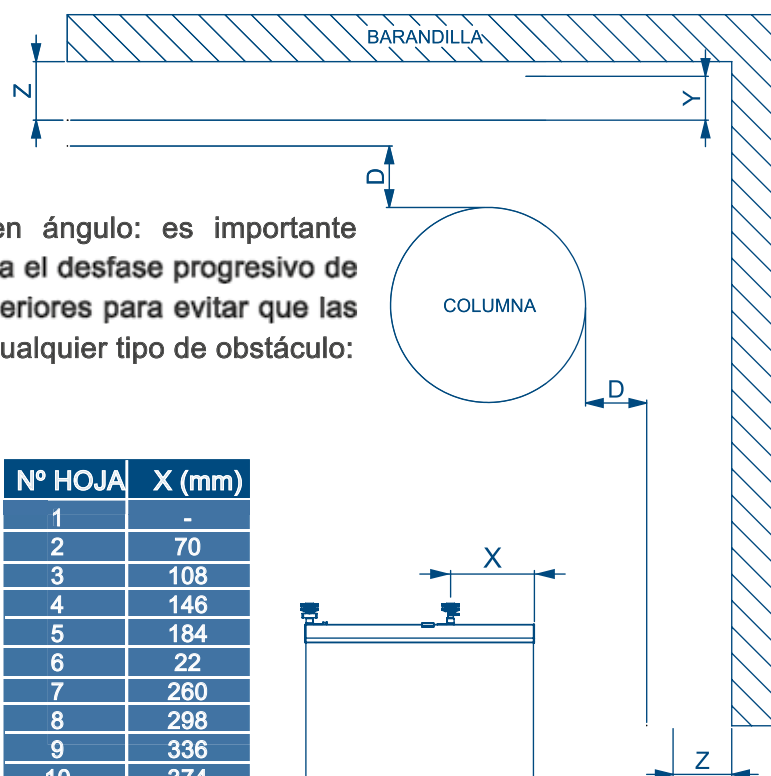 BARANDILLA
Z
Y
D
en ángulo: es importante
a el desfase progresivo de
eriores para evitar que las
ualquier tipo de obstáculo:
COLUMNA
D
Nº HOJA X (mm)
1 -
2 70
3 108
4 146
5 184
6 22
7 260
8 298
9 336
10 374
X
Z